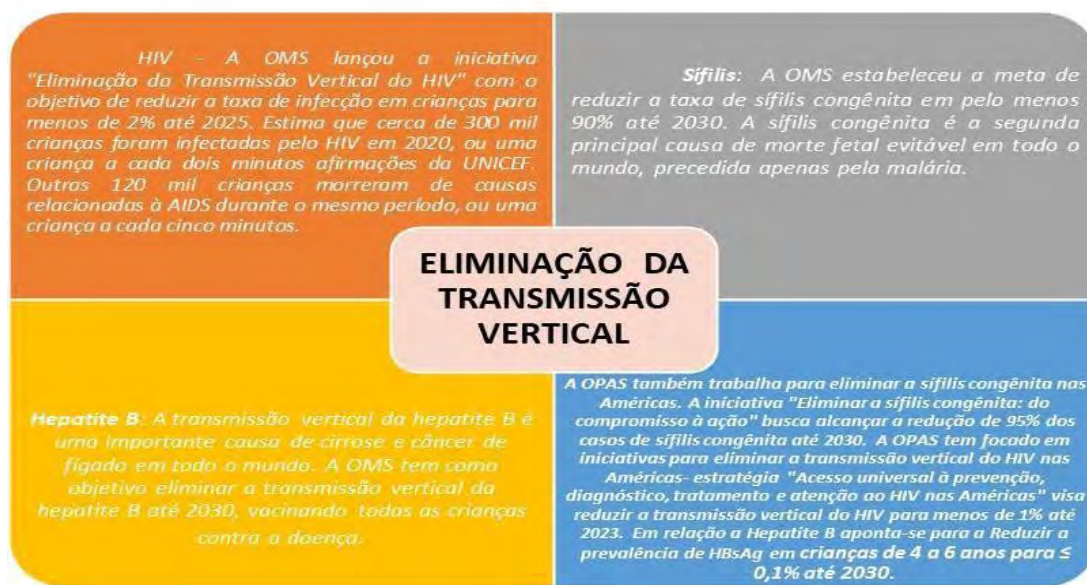 HIV - A OMS lançou a iniciativa
"Eliminação da Transmissão Vertical do HIV" com o
objetivo de reduzir a taxa de infecção em crianças para
menos de 2% até 2025. Estima que cerca de 300 mil
crianças foram infectadas pelo HIV em 2020, ou uma
criança a cada dois minutos afirmações da UNICEF.
Outras 120 mil crianças morreram de causas
relacionadas à AIDS durante o mesmo período, ou uma
criança a cada cinco minutos.
Sífilis: A OMS estabeleceu a meta de
reduzir a taxa de sífilis congênita em pelo menos
90% até 2030. A sífilis congênita é a segunda
principal causa de morte fetal evitável em todo o
mundo, precedida apenas pela malária.
ELIMINAÇÃO DA
TRANSMISSÃO
VERTICAL
Hepatite B: A transmissão vertical da hepatite B é
uma importante causa de cirrose e câncer de
fígado em todo o mundo. A OMS tem como
objetivo eliminar a transmissão vertical da
hepatite B até 2030, vacinando todas as crianças
contra a doença.
A OPAS também trabalha para eliminar a sífilis congênita nas
Américas. A iniciativa "Eliminar a sífilis congênita: do
compromisso à ação" busca alcançar a redução de 95% dos
casos de sífilis congênita até 2030. A OPAS tem focado em
iniciativas para eliminar a transmissão vertical do HIV nas
Américas- estratégia "Acesso universal à prevenção,
diagnóstico, tratamento e atenção ao HIV nas Américas" visa
reduzir a transmissão vertical do HIV para menos de 1% até
2023. Em relação a Hepatite B aponta-se para a Reduzir a
prevalência de HBsAg em crianças de 4 a 6 anos para ≤
0,1% até 2030.